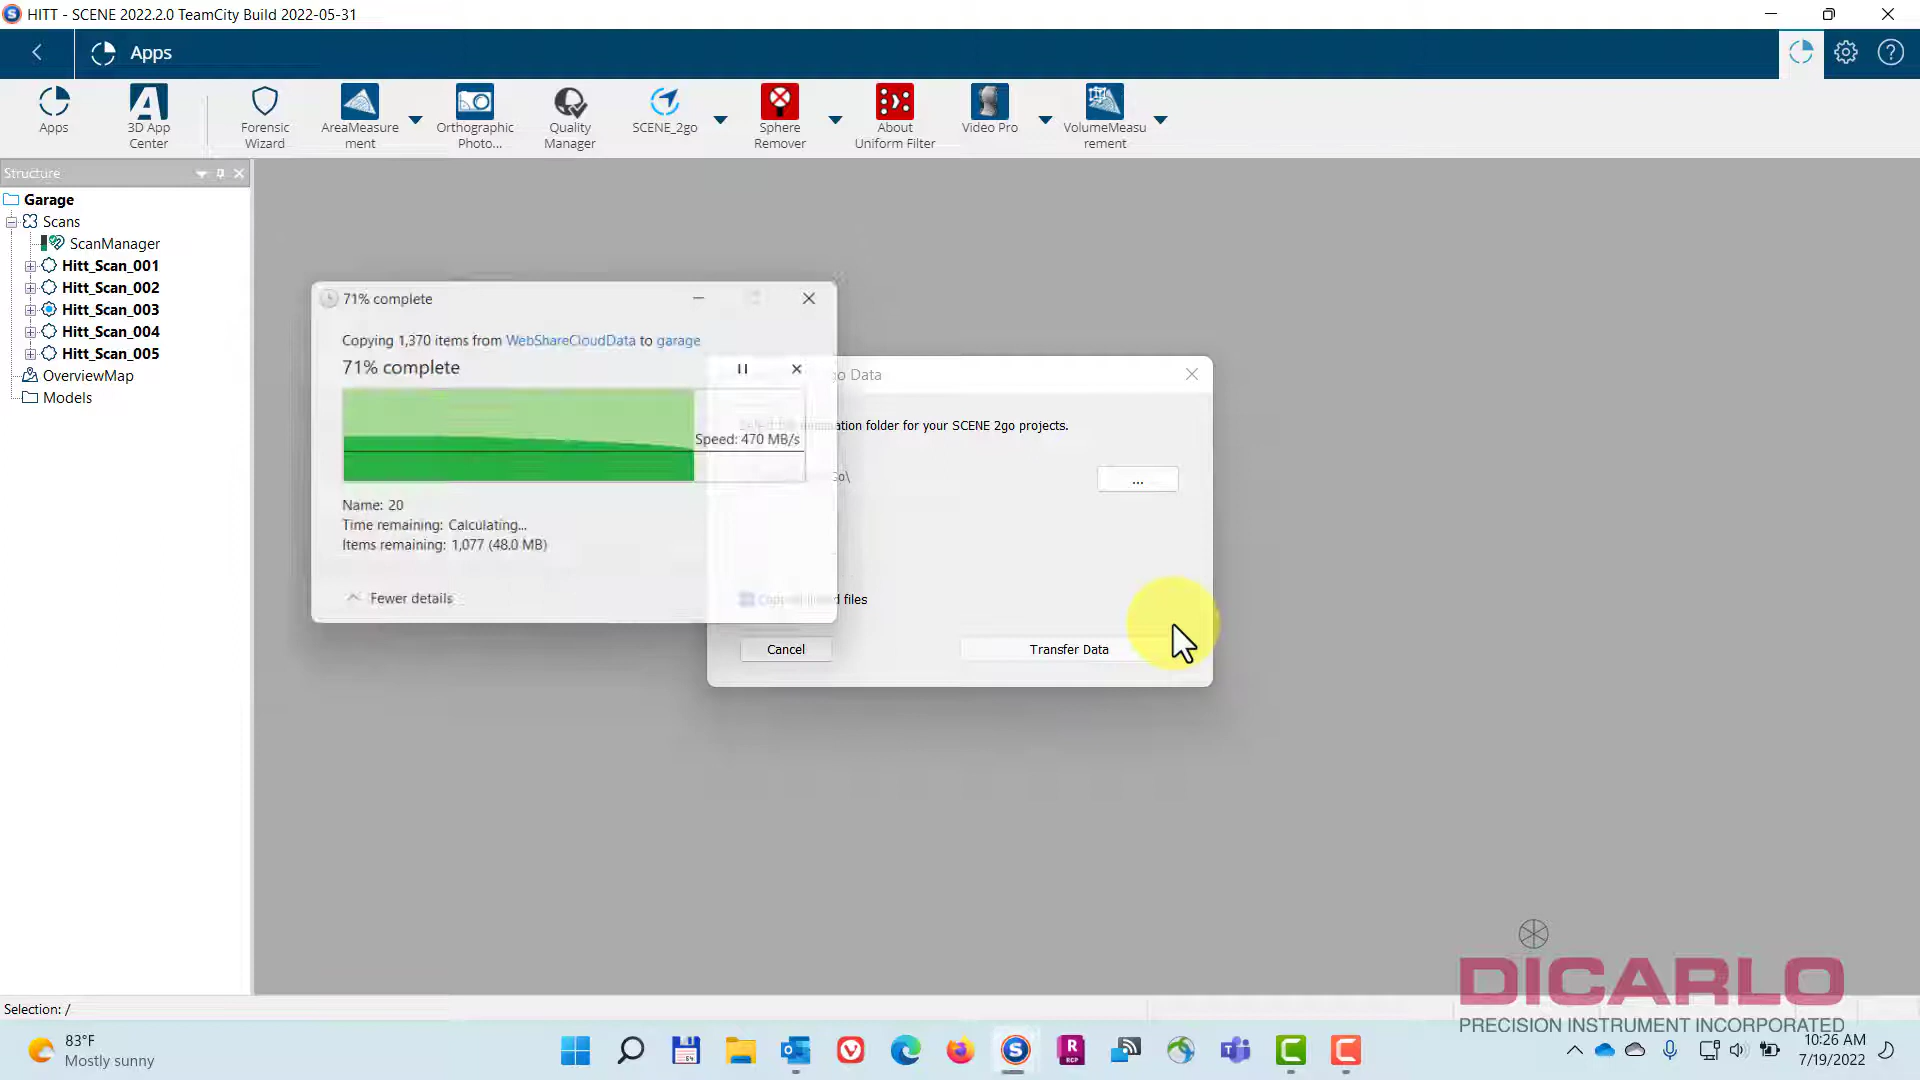 HITT - SCENE 2022.2.0 TeamCity Build 2022-05-31
Apps
Apps
3D App
Center
Forensic
Wizard
AreaMeasure
ment
Orthographic
Photo...
Quality
Manager
SCENE_2go
Sphere
Remover
About
Uniform Filter
Video Pro
VolumeMeasu
rement
Structure
Garage
Scans
ScanManager
Hitt_Scan_001
Hitt_Scan_002
Hitt_Scan_003
Hitt_Scan_004
Hitt_Scan_005
OverviewMap
Models
71% complete
Copying 1,370 items from WebShareCloudData to garage
71% complete
Speed: 470 MB/s
Name: 20
Time remaining: Calculating...
Items remaining: 1,077 (48.0 MB)
Fewer details
Data
folder for your SCENE 2go projects.
...
files
Cancel
Transfer Data
Selection: /
DICARLO
PRECISION INSTRUMENT INCORPORATED
83°F
Mostly sunny
64
R
RCP
10:26 AM
7/19/2022